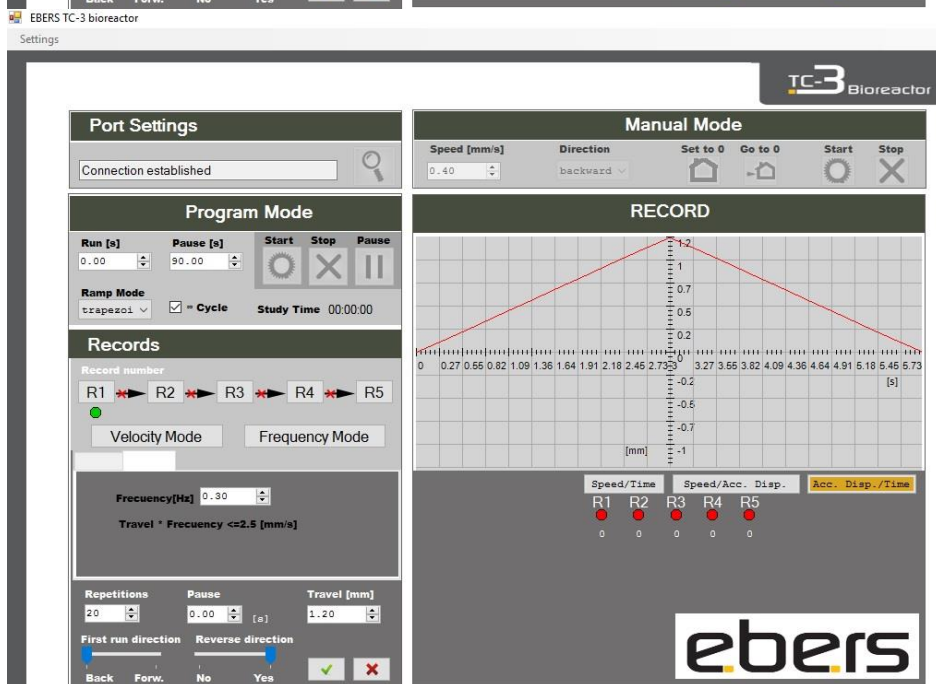 Back Forw. No Yes
EBERS TC-3 bioreactor
Settings
TC-3 Bioreactor
Port Settings
Connection established
Manual Mode
Speed [mm/s] Direction Set to 0 Go to 0 Start Stop
0.40 backward
Program Mode
Run [s] Pause [s] Start Stop Pause
0.00 90.00
Ramp Mode
trapezoi = Cycle Study Time 00:00:00
RECORD
1.2
1
0.7
0.5
0.2
0
0 0.27 0.55 0.82 1.09 1.36 1.64 1.91 2.18 2.45 2.73 3 3.27 3.55 3.82 4.09 4.36 4.64 4.91 5.18 5.45 5.73
[s]
-0.2
-0.5
-0.7
[mm] -1
Records
Record number
R1 R2 R3 R4 R5
Velocity Mode Frequency Mode
Frecuency[Hz] 0.30
Travel * Frecuency <=2.5 [mm/s]
Speed/Time Speed/Acc. Disp. Acc. Disp./Time
R1 R2 R3 R4 R5
0 0 0 0 0
Repetitions Pause Travel [mm]
20 0.00 [s] 1.20
First run direction Reverse direction
Back Forw. No Yes
ebers